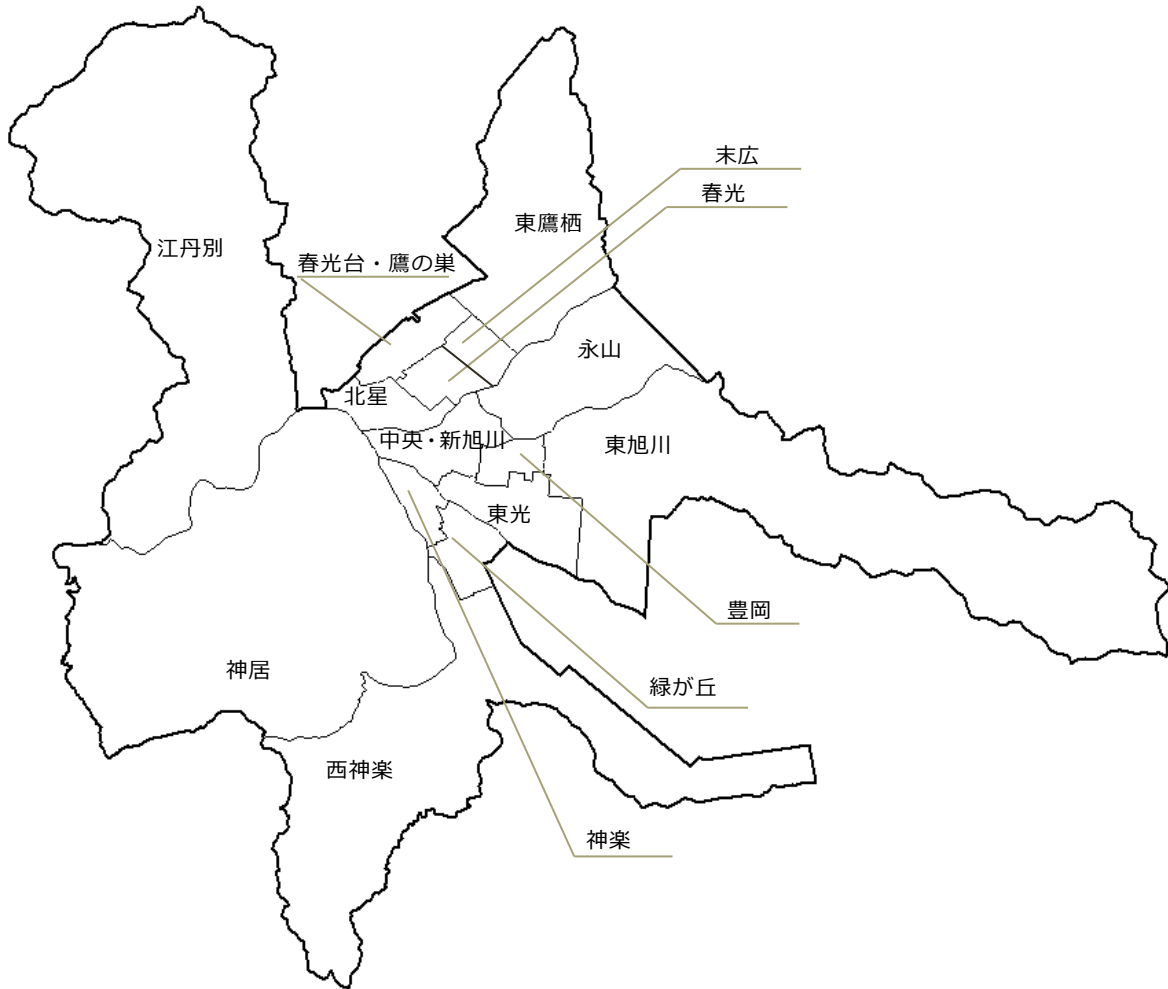 末広
春光
東鷹栖
江丹別
春光台・鷹の巣
永山
北星
中央・新旭川
東旭川
東光
豊岡
神居
緑が丘
西神楽
神楽